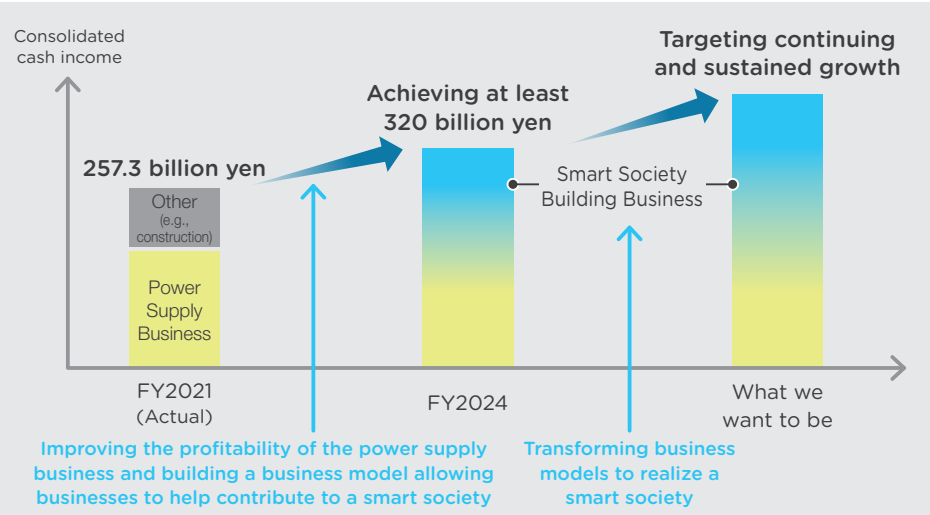 Consolidated
cash income
Targeting continuing
and sustained growth
Achieving at least
320 billion yen
257.3 billion yen
Other
(e.g.,
construction)
Power
Supply
Business
Smart Society
Building Business
FY2021
(Actual)
FY2024
What we
want to be
Improving the profitability of the power supply
business and building a business model allowing
businesses to help contribute to a smart society
Transforming business
models to realize a
smart society